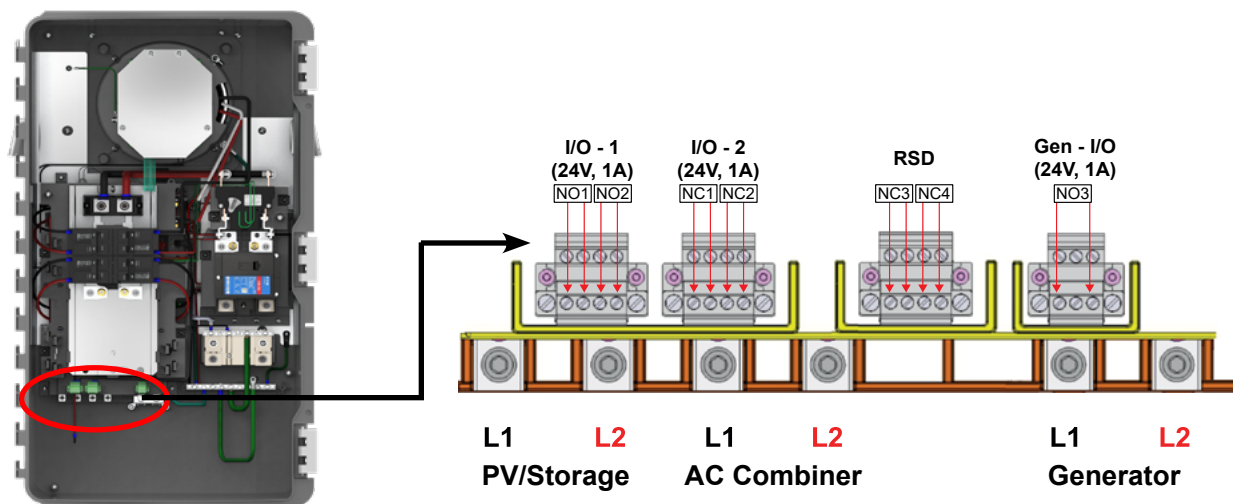 I/O - 1
(24V, 1A)
NO1 NO2
I/O - 2
(24V, 1A)
NC1 NC2
RSD
NC3 NC4
Gen - I/O
(24V, 1A)
NO3
L1 L2
PV/Storage
L1 L2
AC Combiner
L1 L2
Generator